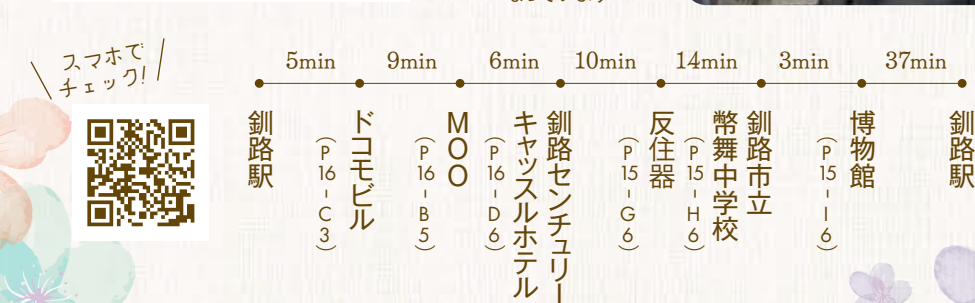 スマホで
チェック!
5min
9min
6min
10min
14min
3min
37min
釧路駅
ドコモビル
(P16-C3)
MOO
(P16-B5)
釧路センチュリー
キャッスルホテル
(P16-D6)
反住器
(P15-G6)
釧路市立
幣舞中学校
(P15-H6)
博物館
(P15-I6)
釧路駅